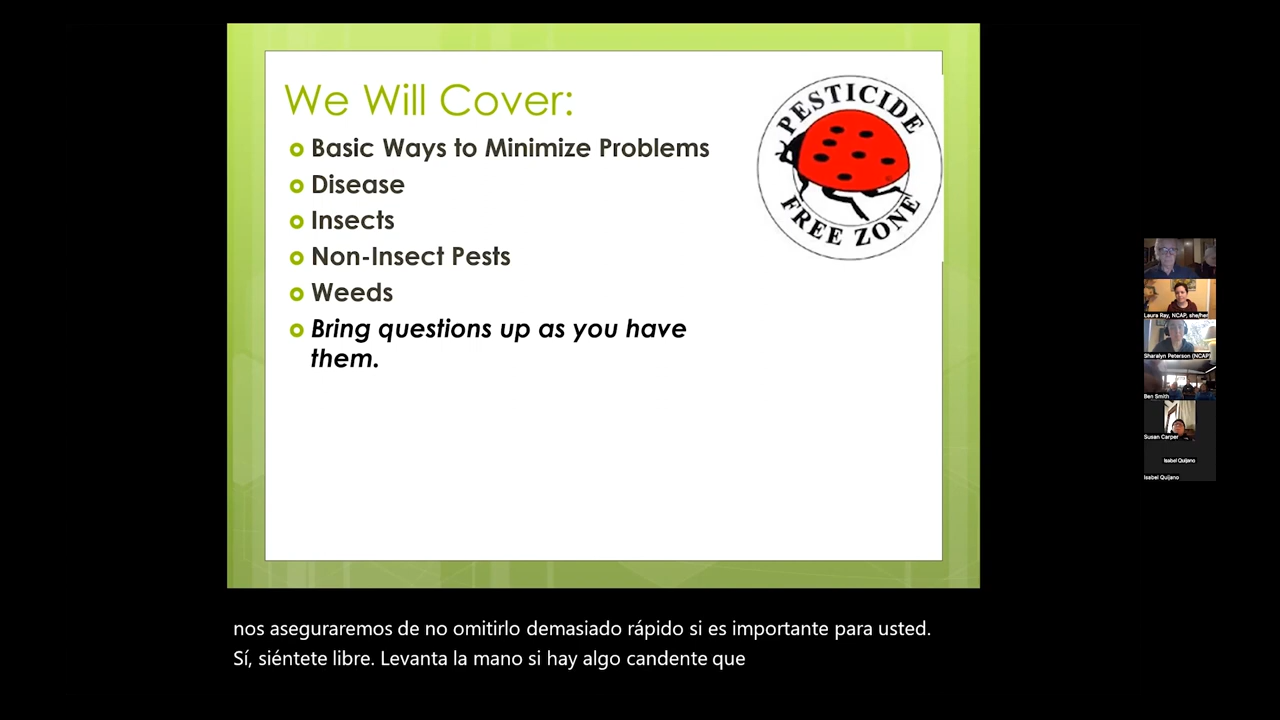 We Will Cover:
Basic Ways to Minimize Problems
Disease
Insects
Non-Insect Pests
Weeds
Bring questions up as you have
them.
PESTICIDE
FREE ZONE
Laura Ray, NCAP, she/her
Sharalyn Peterson (NCAP)
Ben Smith
Susan Carper
Isabel Quijano
Isabel Quijano
nos aseguraremos de no omitirlo demasiado rápido si es importante para usted.
Sí, siéntete libre. Levanta la mano si hay algo candente que